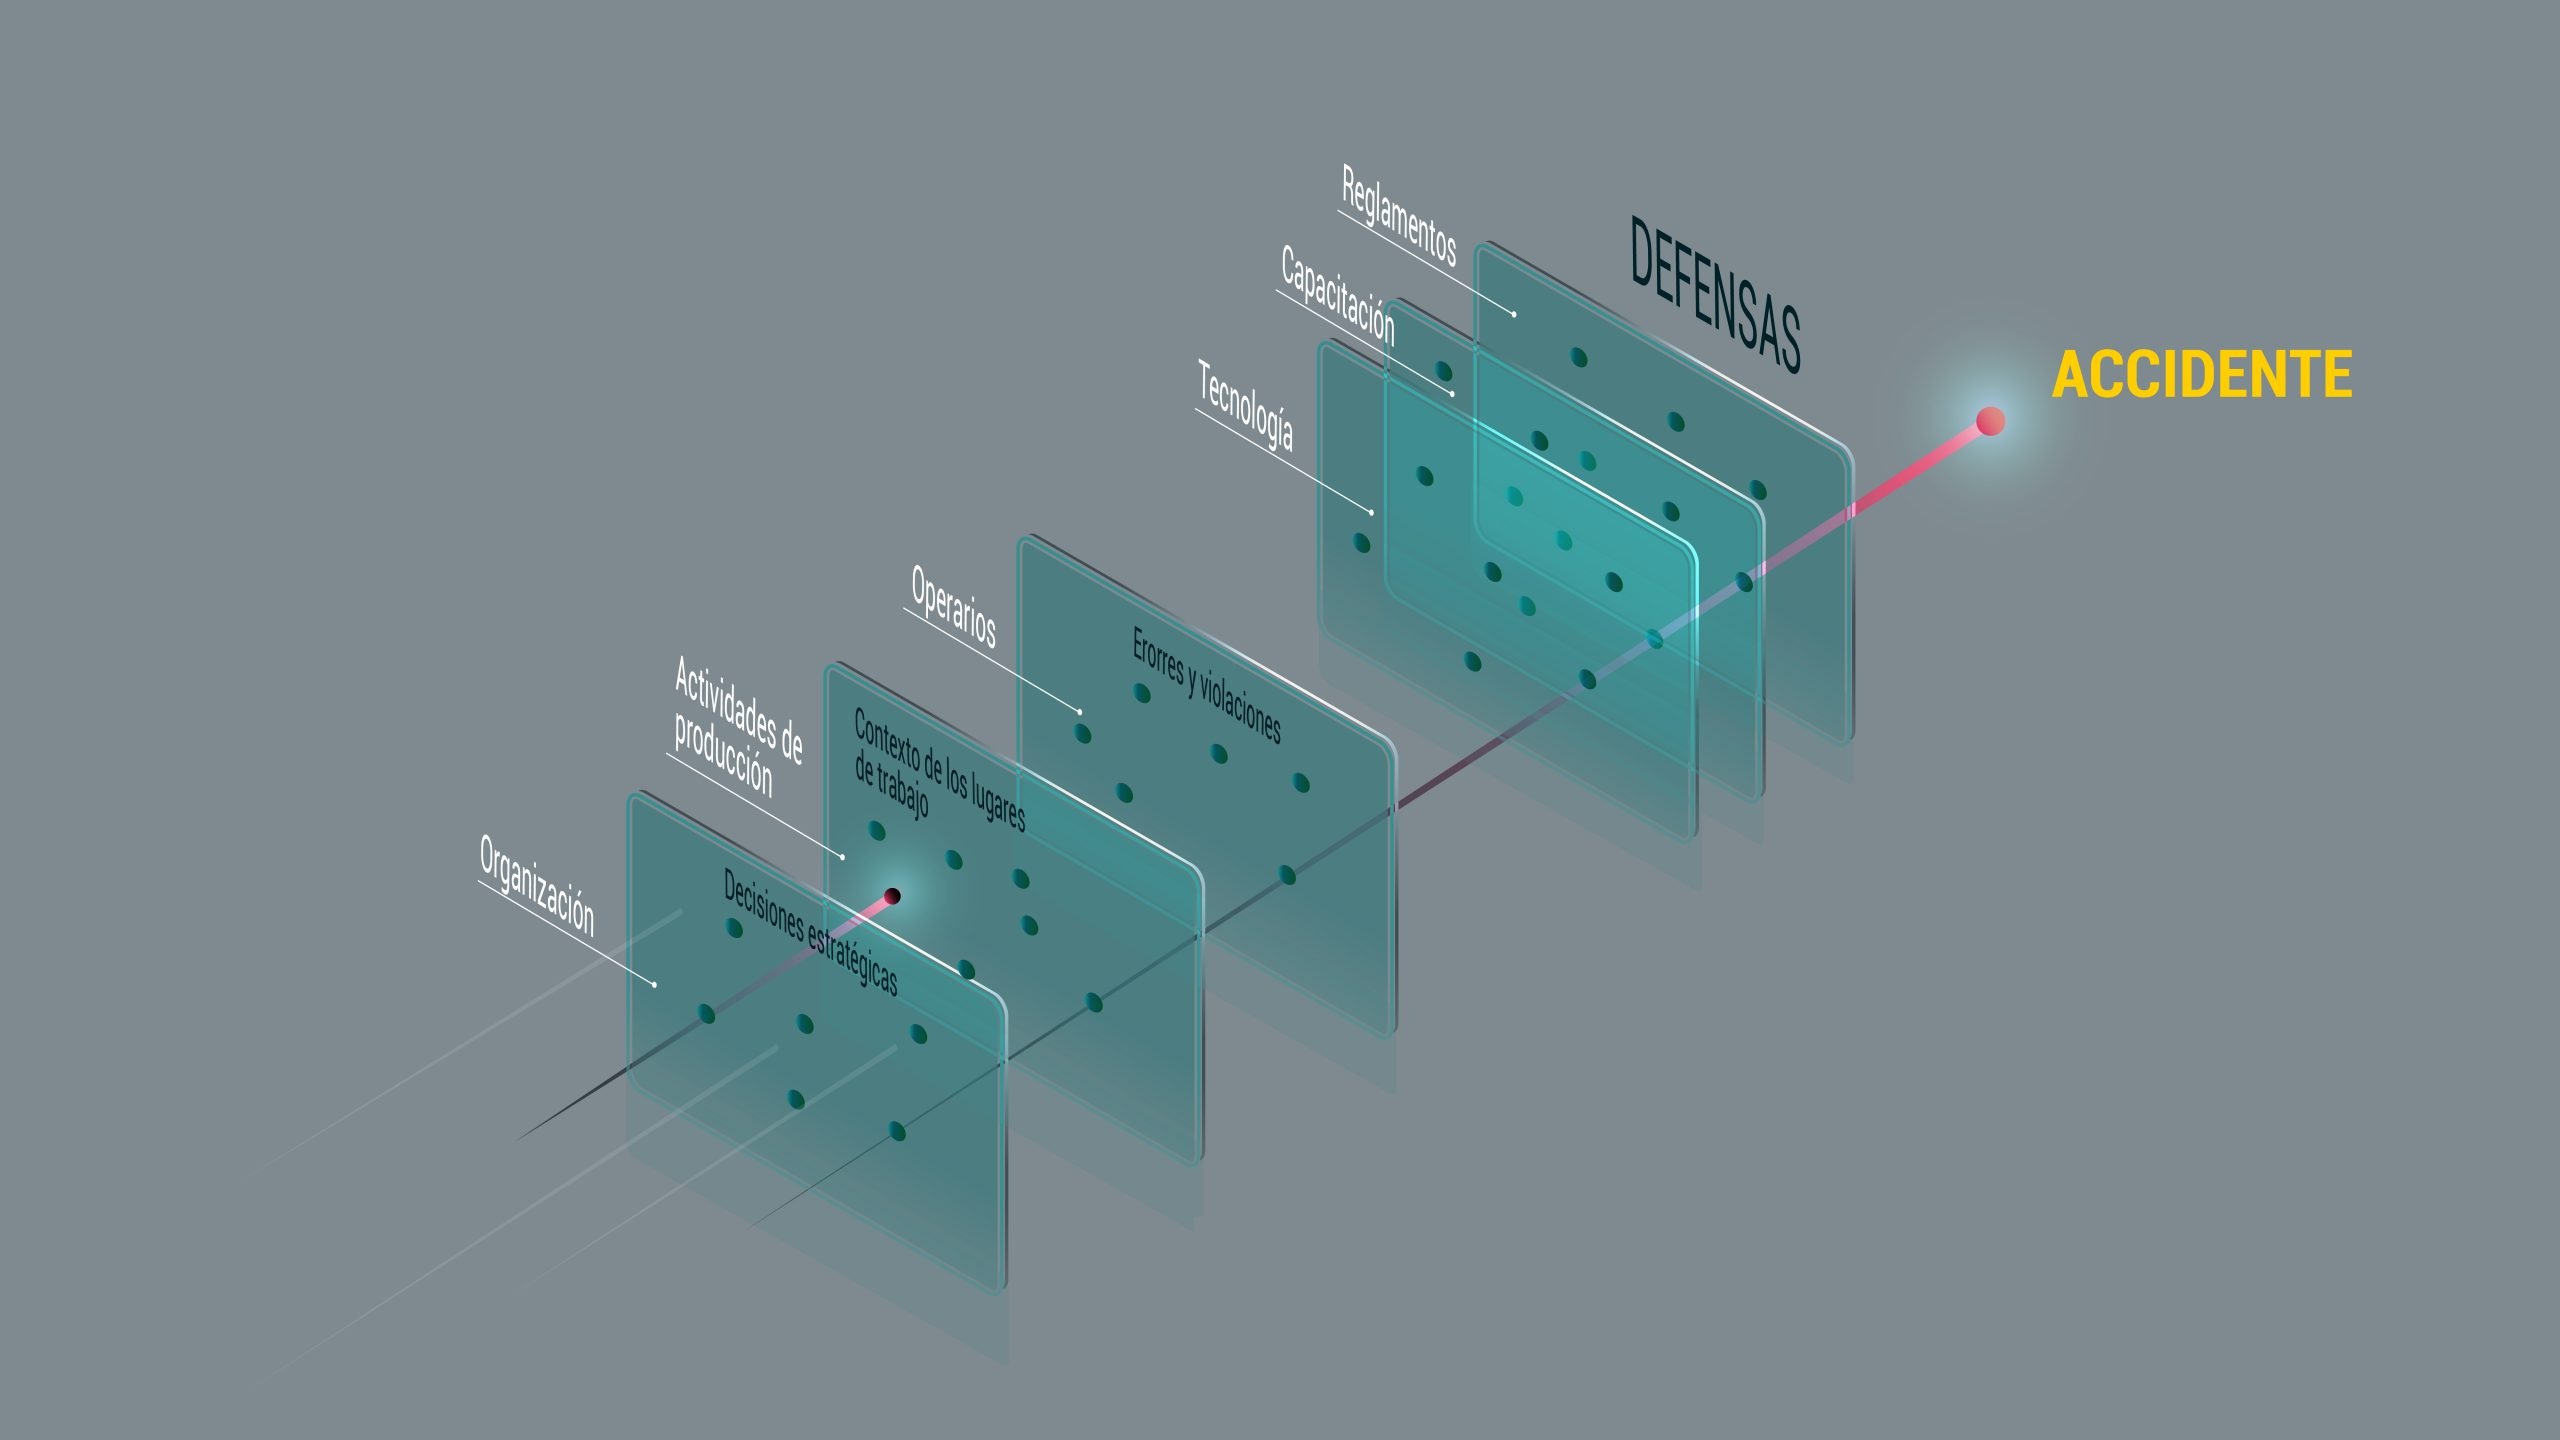 Reglamentos
DEFENSAS
Capacitación
ACCIDENTE
Tecnología
Operarios
Erorres y violaciones
Actividades de
producción
Contexto de los lugares
de trabajo
Organización
Decisiones estratégicas